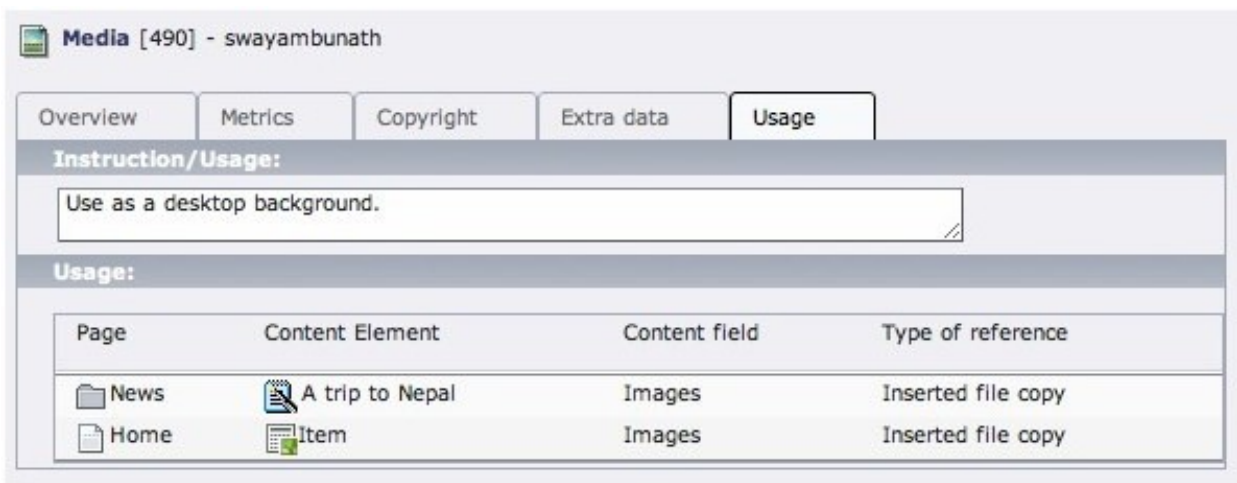 Media [490] - swayambunath
Overview Metrics Copyright Extra data Usage
Instruction/Usage:
Use as a desktop background.
Usage:
Page Content Element Content field Type of reference
News A trip to Nepal Images Inserted file copy
Home Item Images Inserted file copy